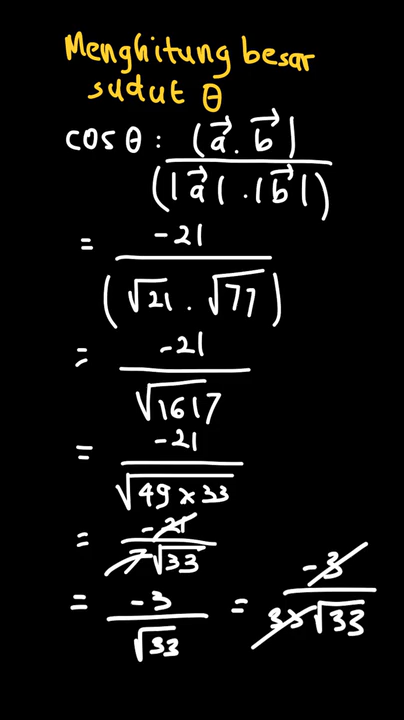 Menghitung besar
sudut θ
cos θ : (a⃗ . b⃗ |
(|a⃗| . |b⃗|)
= -21
(√21 . √77)
= -21
√1617
= -21
√49 x 33
= -21
7√33
= -3 = -3
√33 33√33